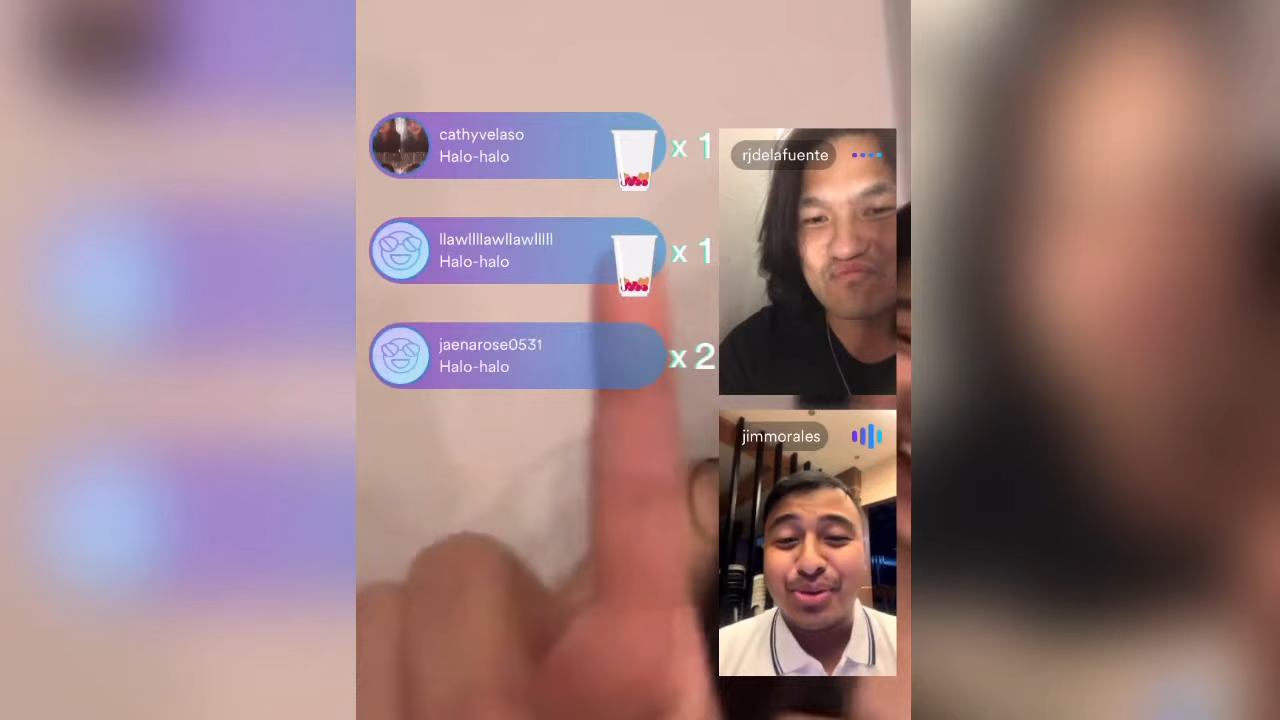 cathyvelaso
Halo-halo
x 1
rjdelafuente
llawllllawllawlllll
Halo-halo
x 1
jaenarose0531
Halo-halo
x 2
jimmorales